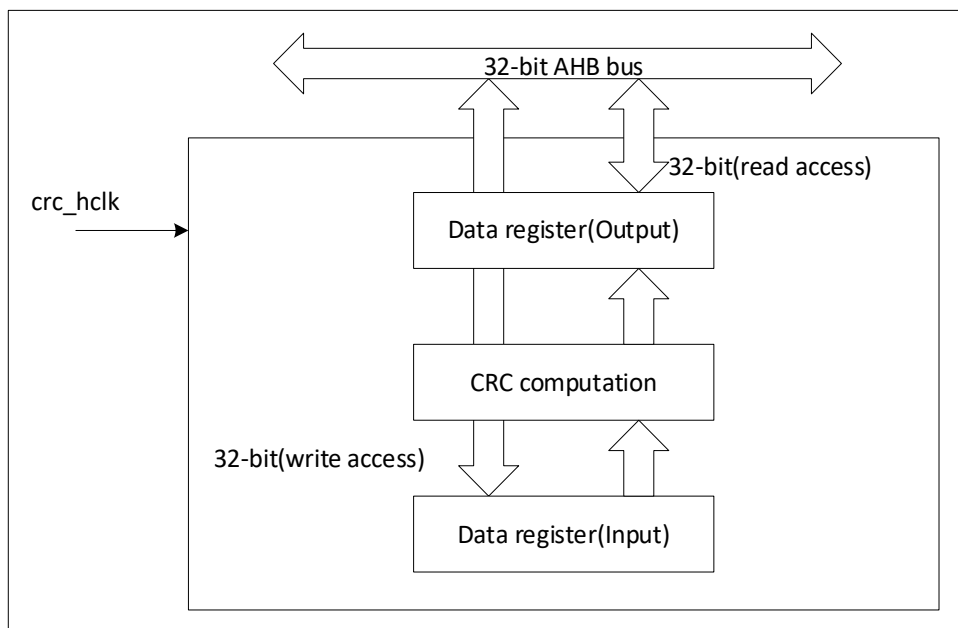 32-bit AHB bus
32-bit(read access)
crc_hclk
Data register(Output)
CRC computation
32-bit(write access)
Data register(Input)